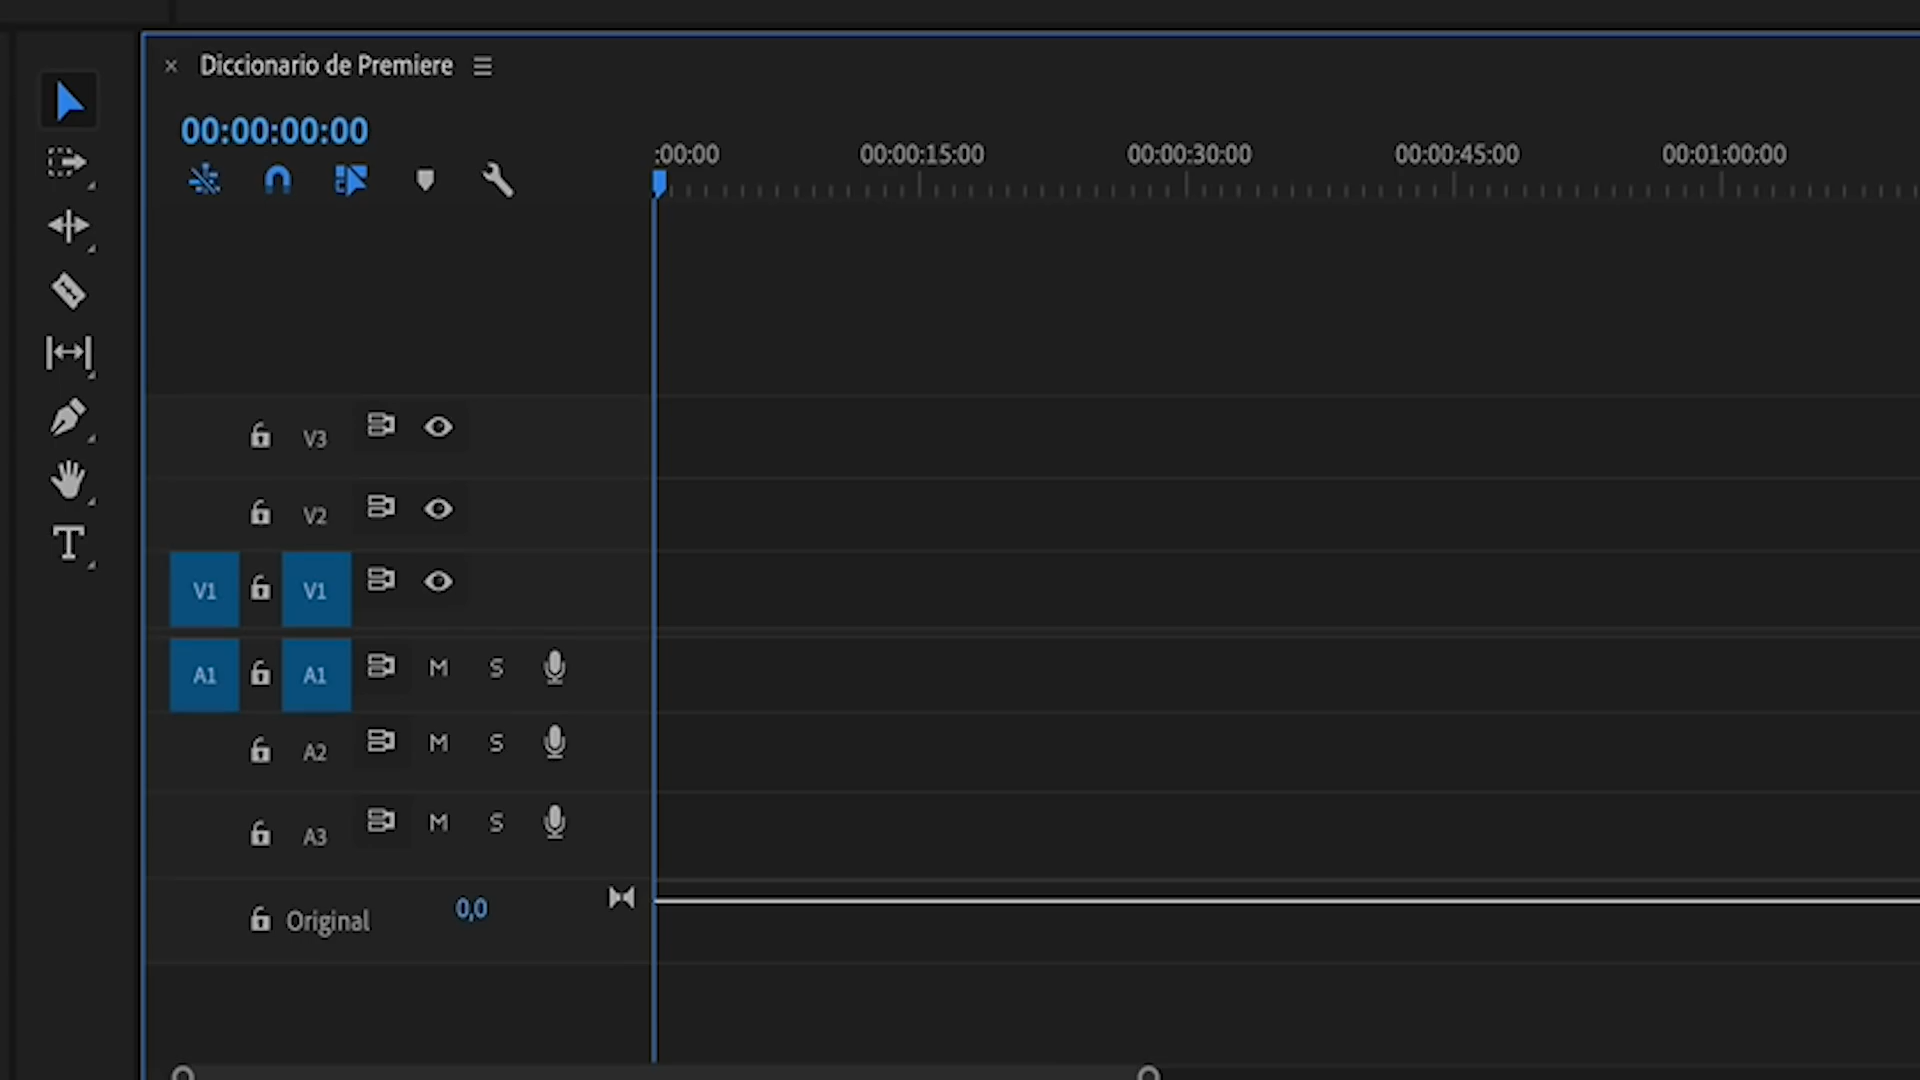 Diccionario de Premiere
00:00:00:00
:00:00 00:00:15:00 00:00:30:00 00:00:45:00 00:01:00:00
V3
V2
V1 V1
A1 A1 M S
A2 M S
A3 M S
Original 0,0